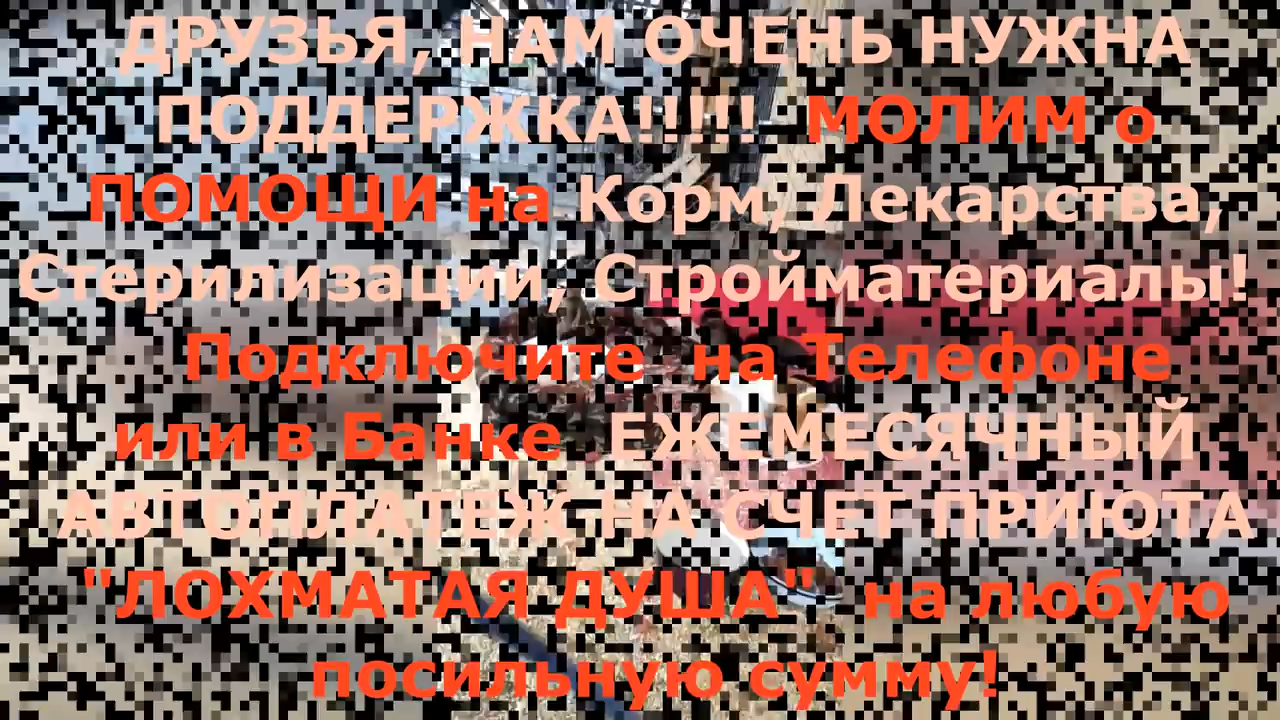 ДРУЗЬЯ, НАМ ОЧЕНЬ НУЖНА
ПОДДЕРЖКА!!!!! МОЛИМ о
ПОМОЩИ на Корм, Лекарства,
Стерилизации, Стройматериалы!
Подключите на Телефоне
или в Банке ЕЖЕМЕСЯЧНЫЙ
АВТОПЛАТЕЖ НА СЧЕТ ПРИЮТА
"ЛОХМАТАЯ ДУША" на любую
посильную сумму!